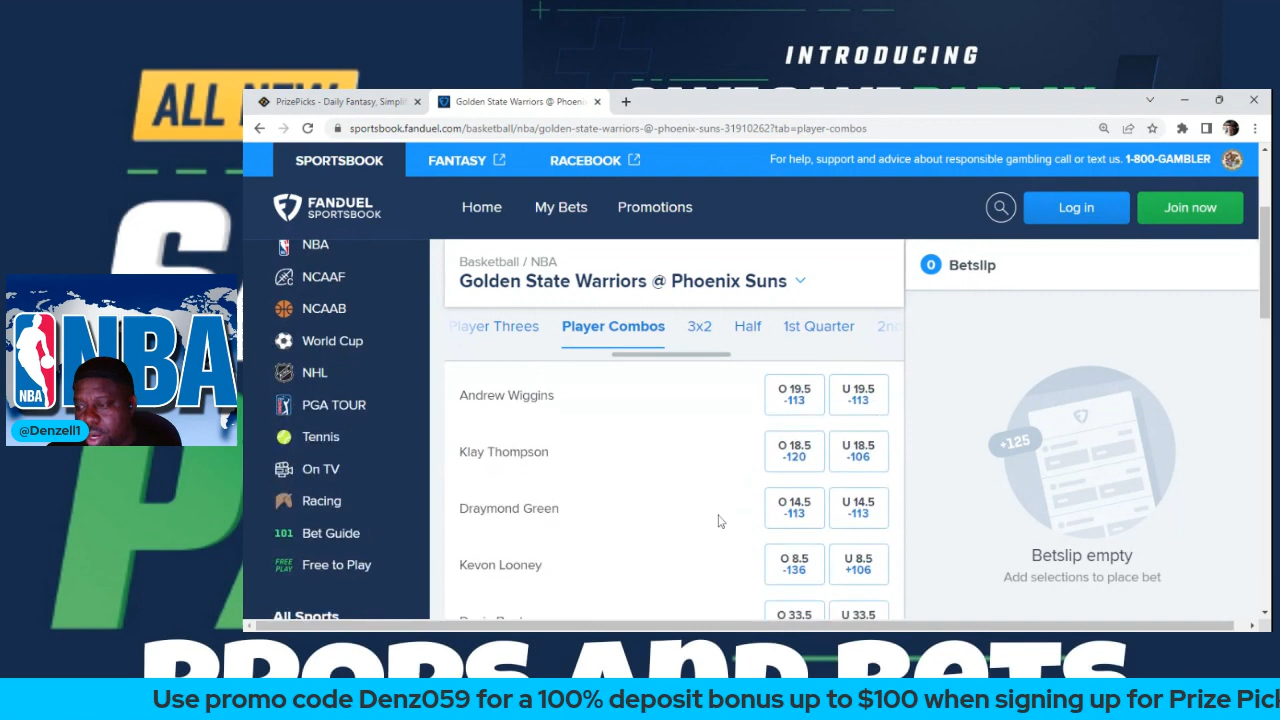 INTRODUCING
ALL NEW
PrizePicks - Daily Fantasy, Simplif
Golden State Warriors @ Phoeni
sportsbook.fanduel.com/basketball/nba/golden-state-warriors-@-phoenix-suns-31910262?tab=player-combos
SPORTSBOOK FANTASY RACEBOOK For help, support and advice about responsible gambling call or text us. 1-800-GAMBLER
FANDUEL SPORTSBOOK
Home My Bets Promotions Log in Join now
NBA
NCAAF
NCAAB
World Cup
NHL
PGA TOUR
Tennis
On TV
Racing
101 Bet Guide
FREE PLAY Free to Play
All Sports
Basketball / NBA
Golden State Warriors @ Phoenix Suns
Player Threes Player Combos 3x2 Half 1st Quarter 2nd
Andrew Wiggins O 19.5 -113 U 19.5 -113
Klay Thompson O 18.5 -120 U 18.5 -106
Draymond Green O 14.5 -113 U 14.5 -113
Kevon Looney O 8.5 -136 U 8.5 +106
O 33.5 U 33.5
0 Betslip
+125
Betslip empty
Add selections to place bet
NBA
NBA
@Denzell1
PROPS AND BETS
Use promo code Denz059 for a 100% deposit bonus up to $100 when signing up for Prize Pick